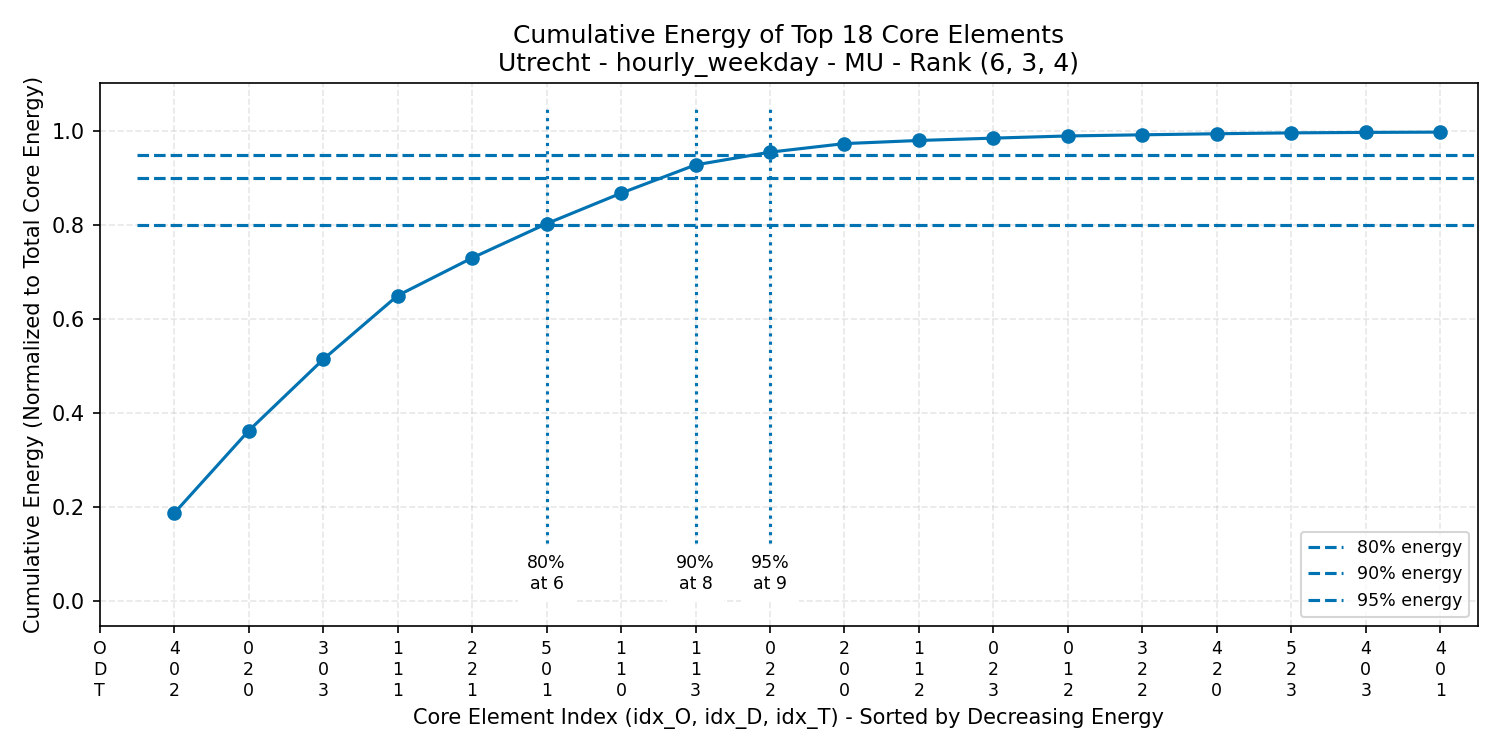 Cumulative Energy of Top 18 Core Elements
Utrecht - hourly_weekday - MU - Rank (6, 3, 4)
Cumulative Energy (Normalized to Total Core Energy)
1.0
0.8
0.6
0.4
0.2
0.0
80% 90% 95%
at 6 at 8 at 9
80% energy
90% energy
95% energy
O 4 0 3 1 2 5 1 1 0 2 1 0 0 3 4 5 4 4
D 0 2 0 1 2 0 1 1 2 0 1 2 1 2 2 2 0 0
T 2 0 3 1 1 1 0 3 2 0 2 3 2 2 0 3 3 1
Core Element Index (idx_O, idx_D, idx_T) - Sorted by Decreasing Energy